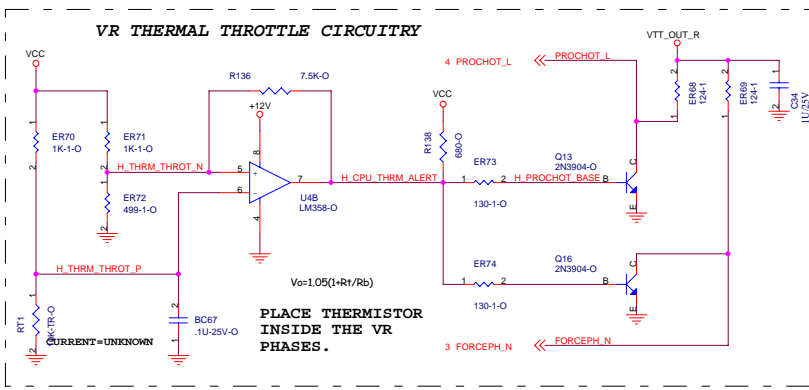 VR THERMAL THROTTLE CIRCUITRY
VTT_OUT_R
VCC
R136
7.5K-O
4 PROCHOT_L
PROCHOT_L
+12V
VCC
ER70
1K-1-O
ER71
1K-1-O
R138
680-O
ER68
124-1
ER69
124-1
C34
1U/25V
H_THRM_THROT_N
ER72
499-1-O
5
6
8
4
7
+
-
U4B
LM358-O
H_CPU_THRM_ALERT
ER73
1
2
130-1-O
H_PROCHOT_BASE
Q13
2N3904-O
B
C
E
H_THRM_THROT_P
Vo=1.05(1+Rt/Rb)
ER74
1
2
130-1-O
Q16
2N3904-O
B
C
E
RT1
CURRENT=UNKNOWN
BC67
.1U-25V-O
PLACE THERMISTOR
INSIDE THE VR
PHASES.
3 FORCEPH_N
FORCEPH_N